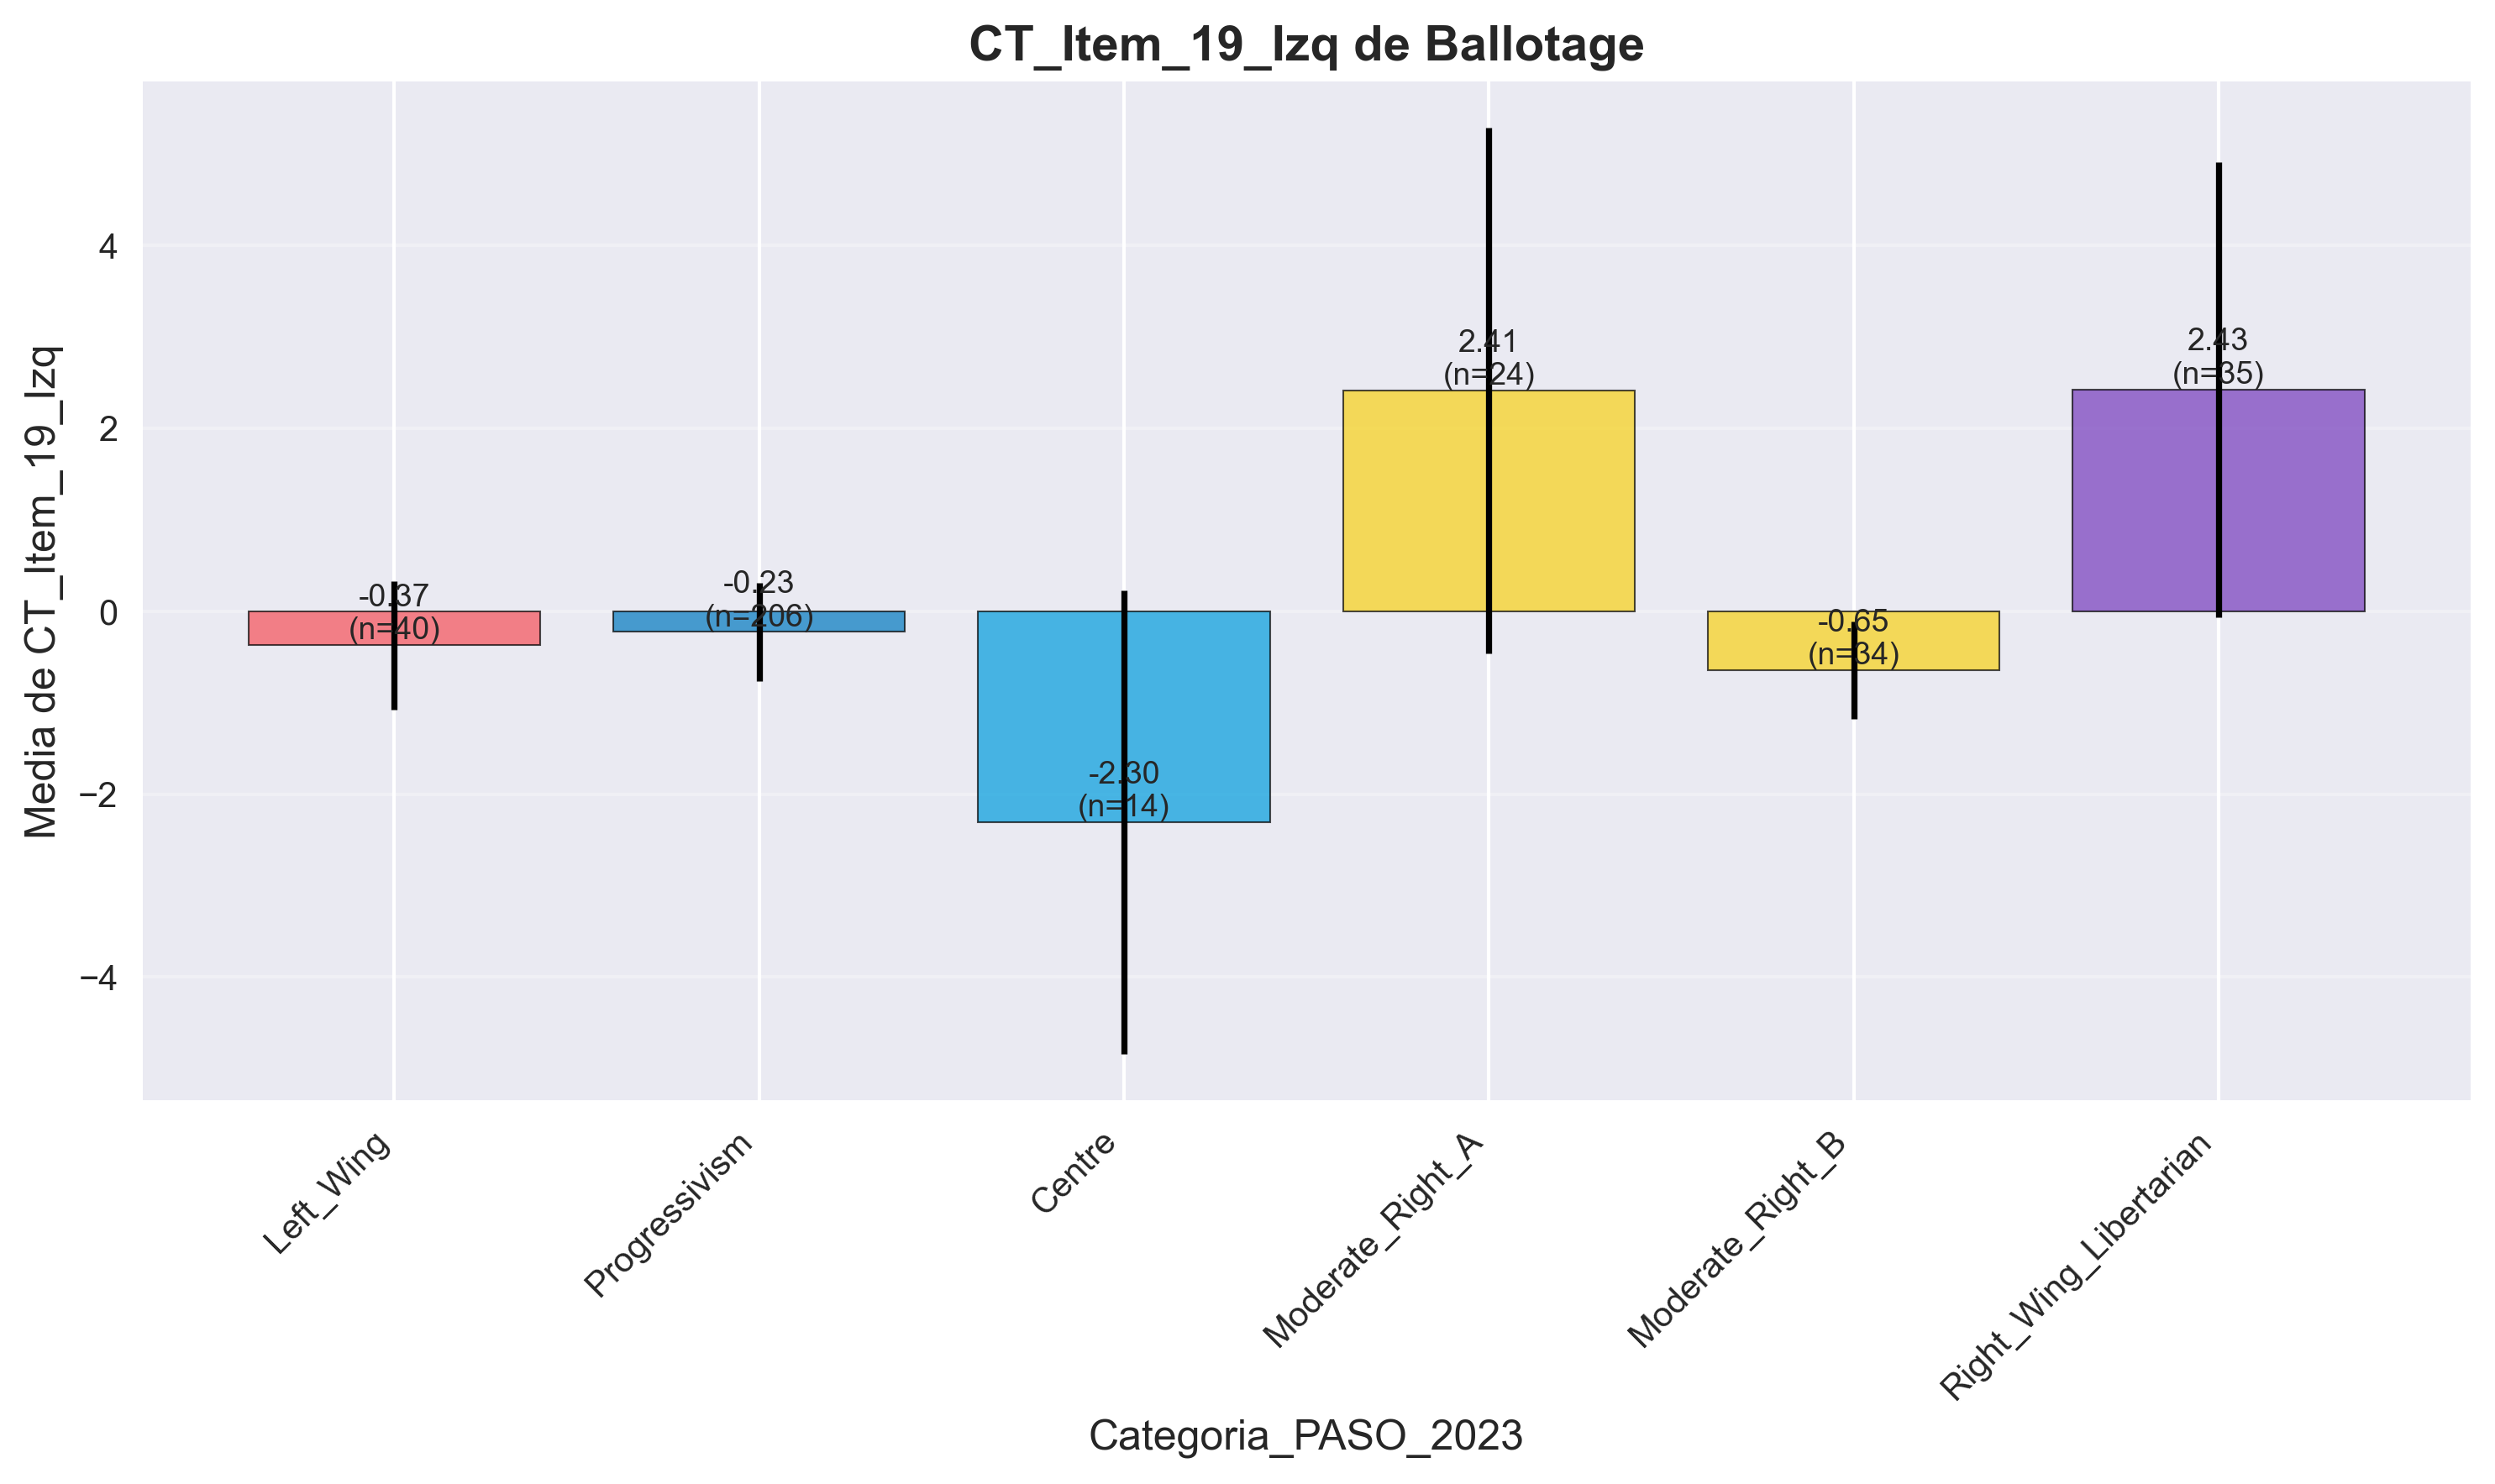 CT_Item_19_Izq de Ballotage
Media de CT_Item_19_Izq
4
2
0
−2
−4
-0.37
(n=40)
-0.23
(n=206)
-2.30
(n=14)
2.41
(n=24)
-0.65
(n=34)
2.43
(n=35)
Left_Wing
Progressivism
Centre
Moderate_Right_A
Moderate_Right_B
Right_Wing_Libertarian
Categoria_PASO_2023